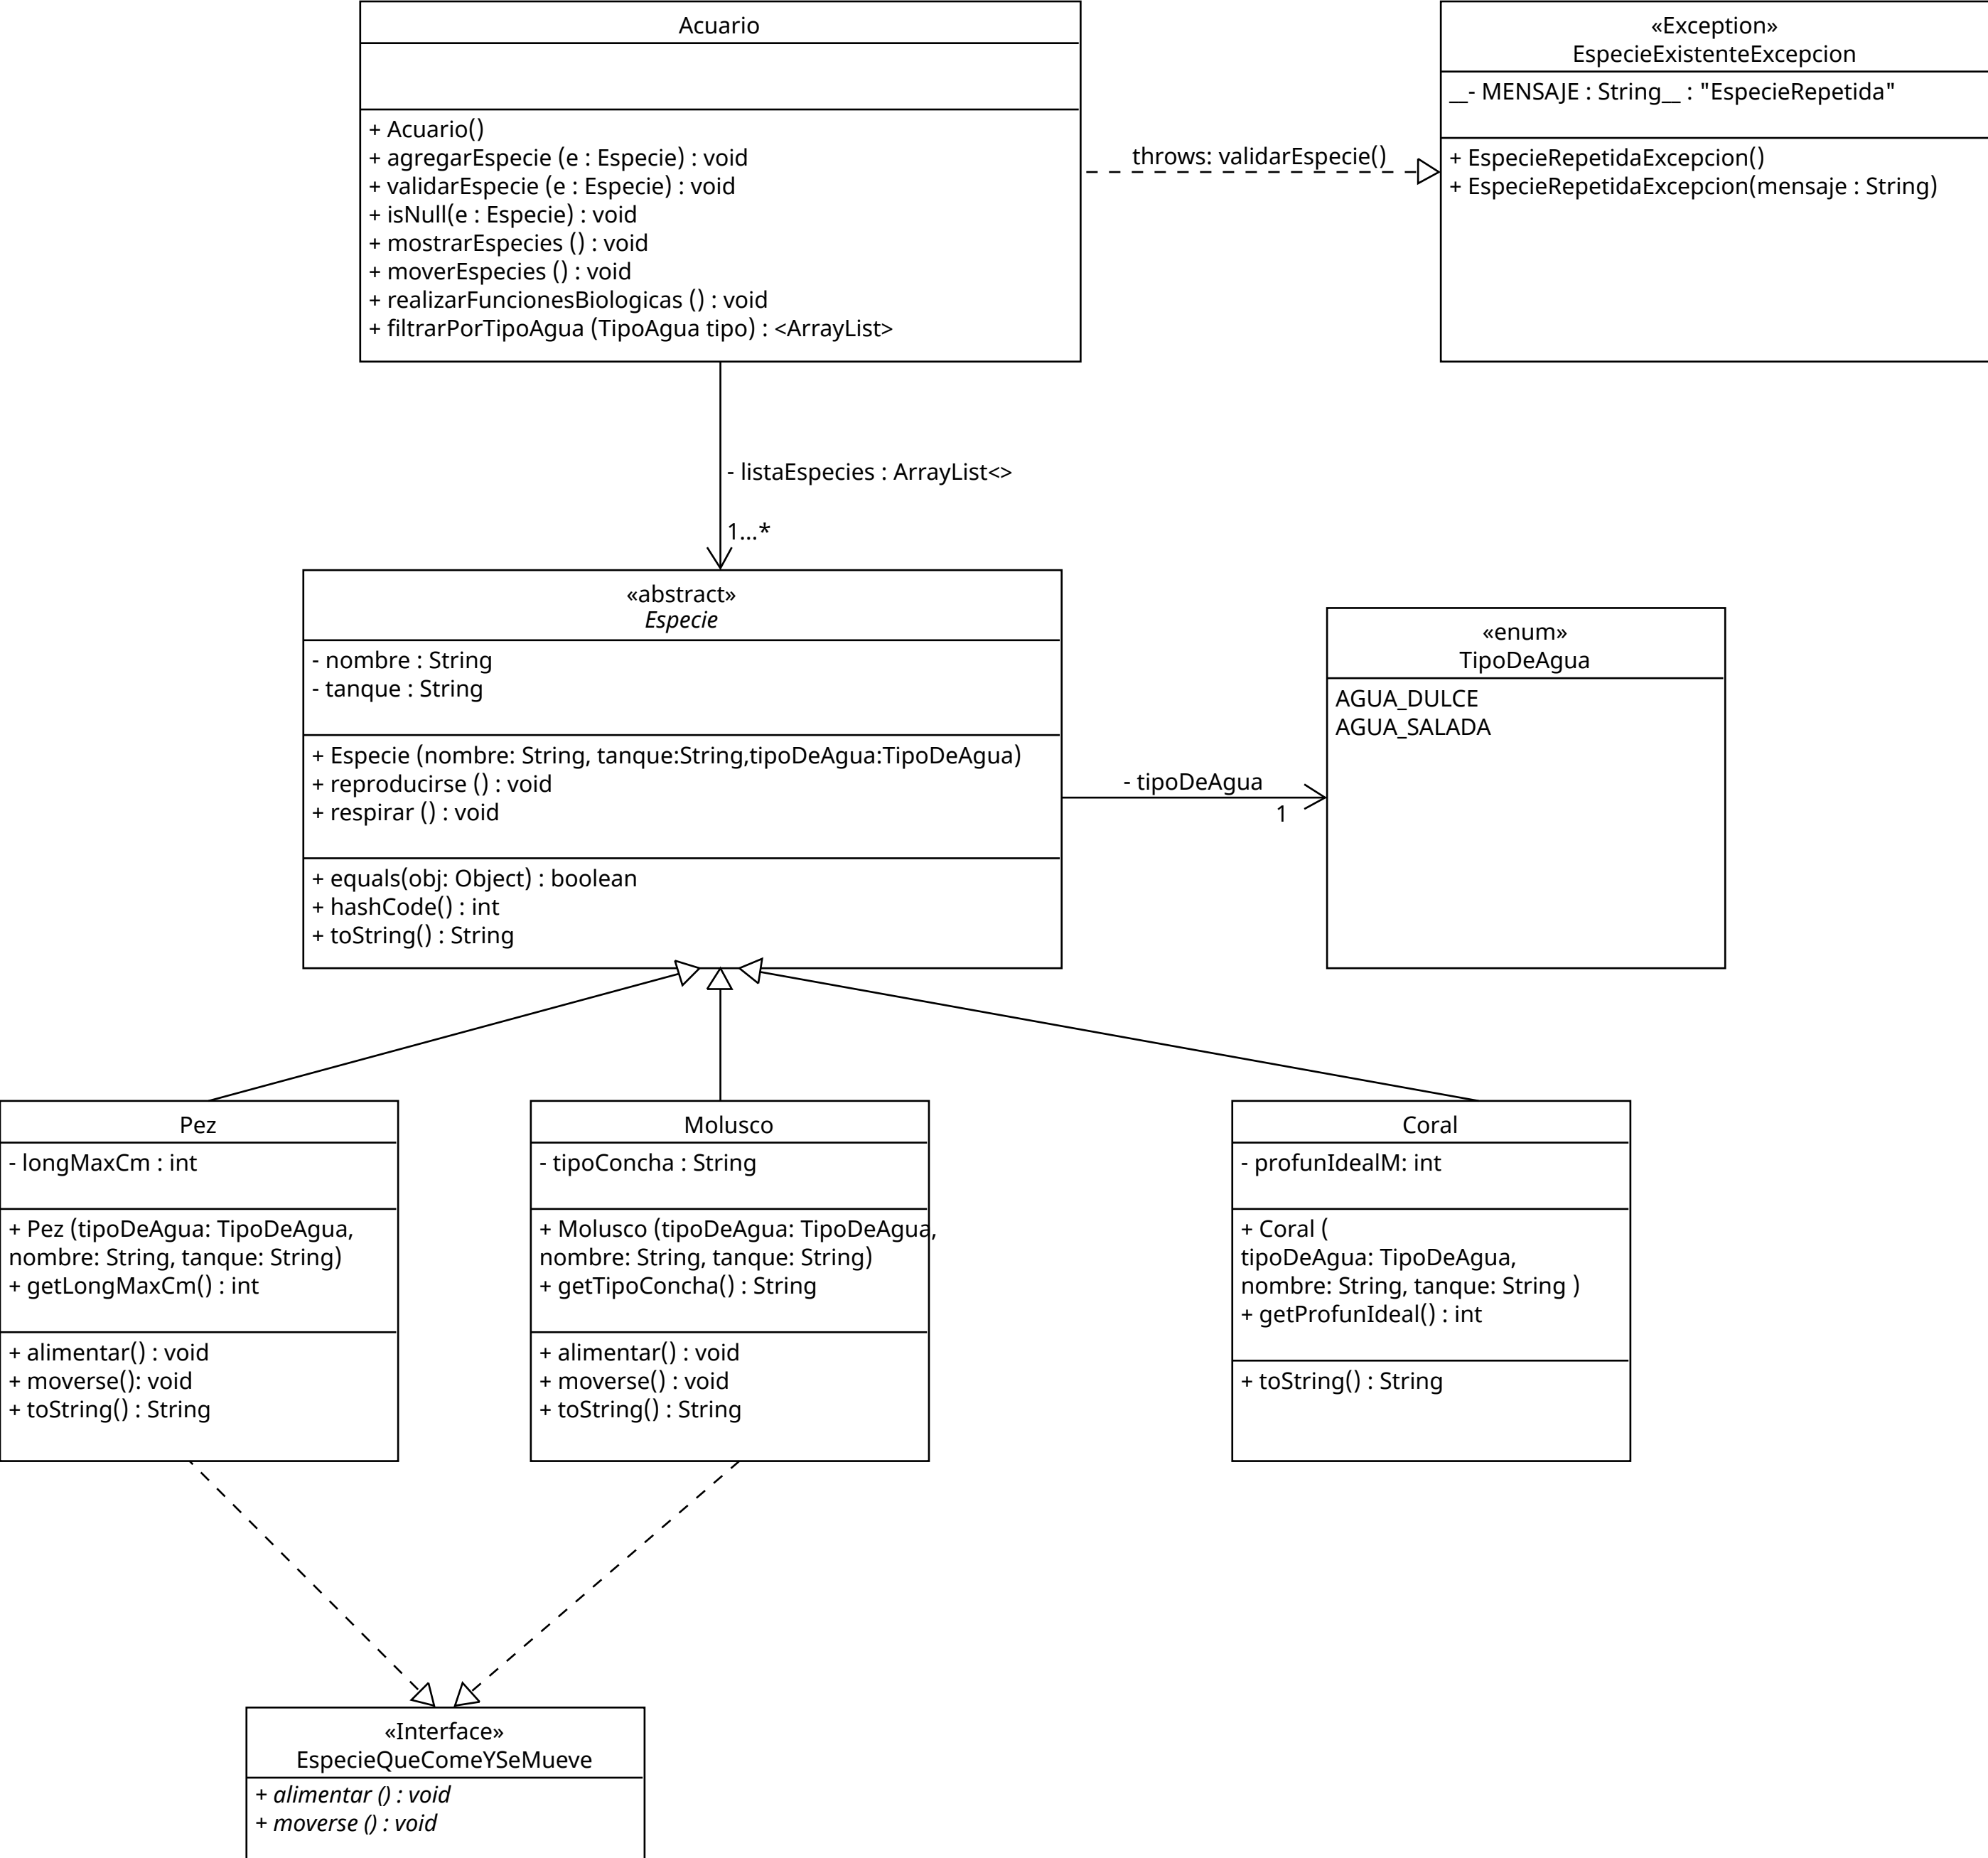 Acuario
+ Acuario()
+ agregarEspecie (e : Especie) : void
+ validarEspecie (e : Especie) : void
+ isNull(e : Especie) : void
+ mostrarEspecies () : void
+ moverEspecies () : void
+ realizarFuncionesBiologicas () : void
+ filtrarPorTipoAgua (TipoAgua tipo) : <ArrayList>
throws: validarEspecie()
«Exception»
EspecieExistenteExcepcion
__- MENSAJE : String__ : "EspecieRepetida"
+ EspecieRepetidaExcepcion()
+ EspecieRepetidaExcepcion(mensaje : String)
- listaEspecies : ArrayList<>
1...*
«abstract»
Especie
- nombre : String
- tanque : String
+ Especie (nombre: String, tanque:String,tipoDeAgua:TipoDeAgua)
+ reproducirse () : void
+ respirar () : void
+ equals(obj: Object) : boolean
+ hashCode() : int
+ toString() : String
- tipoDeAgua
1
«enum»
TipoDeAgua
AGUA_DULCE
AGUA_SALADA
Pez
- longMaxCm : int
+ Pez (tipoDeAgua: TipoDeAgua,
nombre: String, tanque: String)
+ getLongMaxCm() : int
+ alimentar() : void
+ moverse(): void
+ toString() : String
Molusco
- tipoConcha : String
+ Molusco (tipoDeAgua: TipoDeAgua,
nombre: String, tanque: String)
+ getTipoConcha() : String
+ alimentar() : void
+ moverse() : void
+ toString() : String
Coral
- profunIdealM: int
+ Coral (
tipoDeAgua: TipoDeAgua,
nombre: String, tanque: String )
+ getProfunIdeal() : int
+ toString() : String
«Interface»
EspecieQueComeYSeMueve
+ alimentar () : void
+ moverse () : void